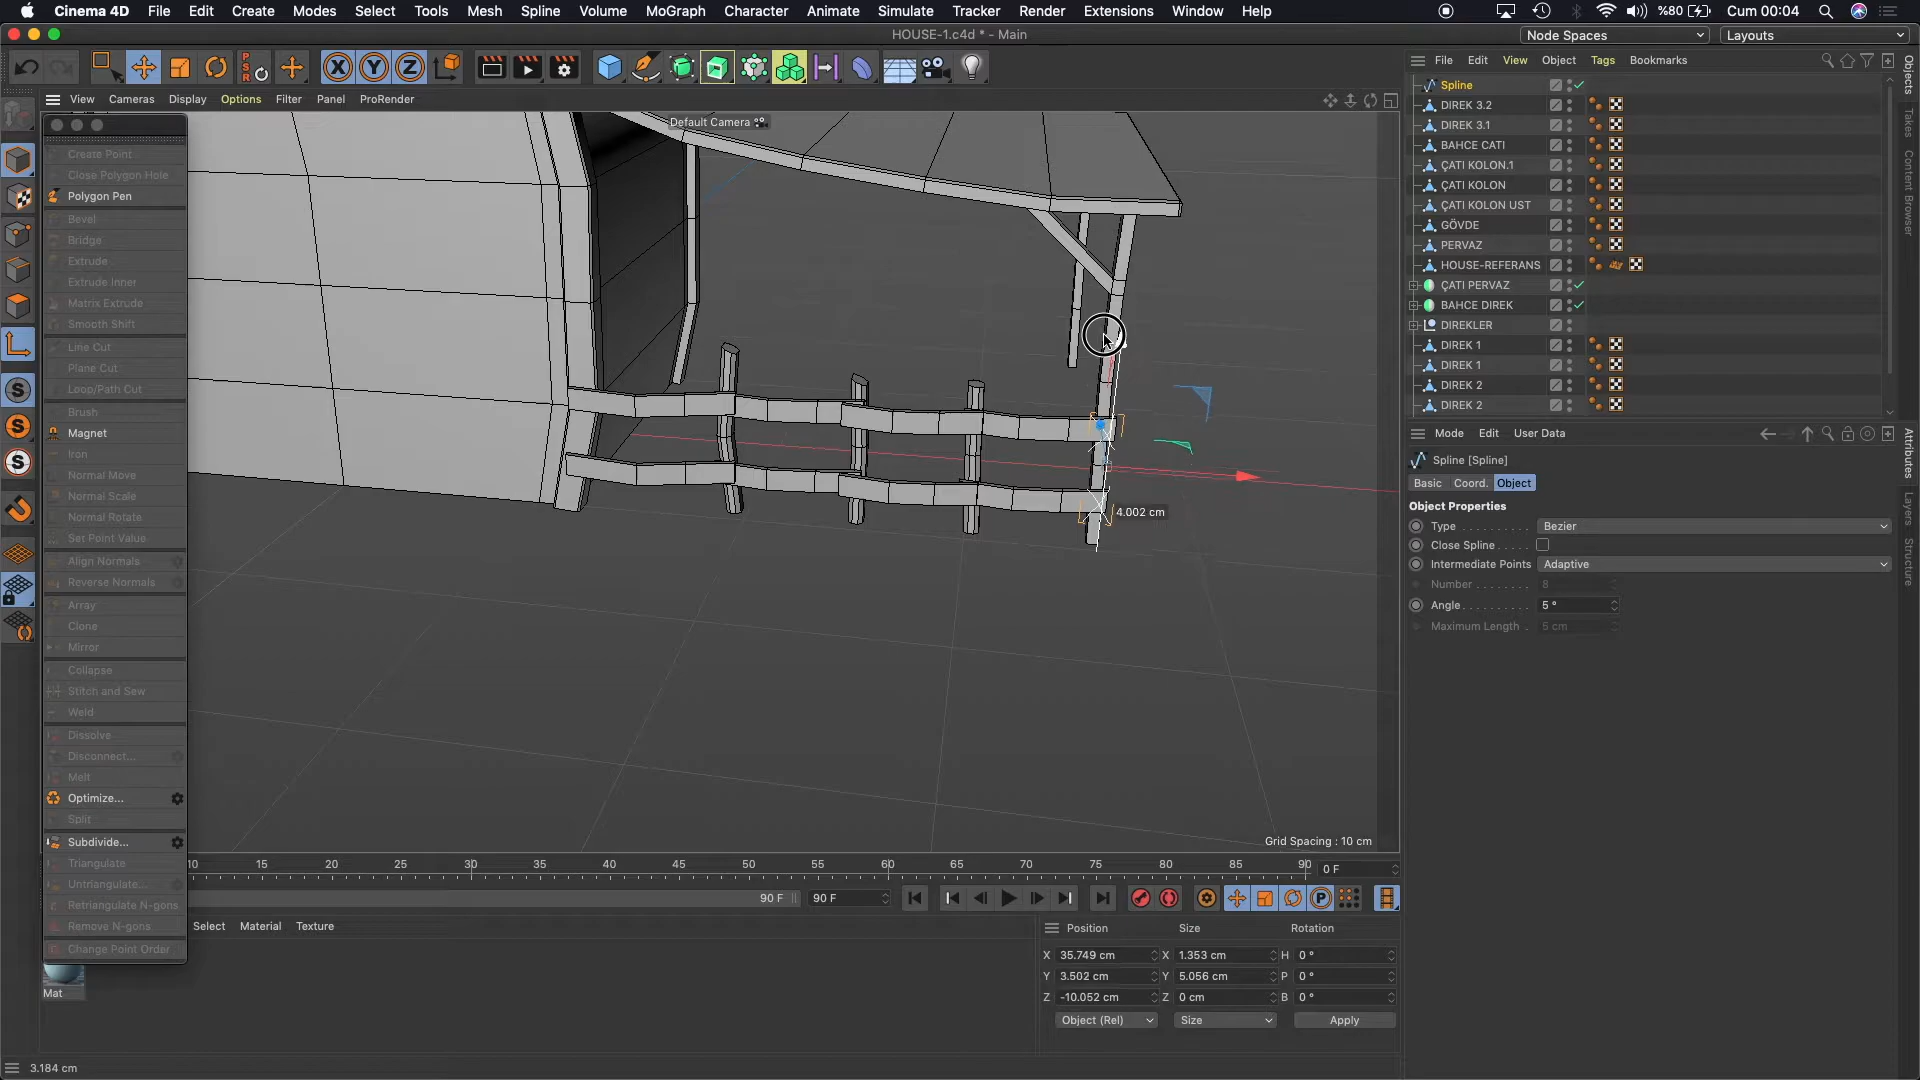 Cinema 4D File Edit Create Modes Select Tools Mesh Spline Volume MoGraph Character Animate Simulate Tracker Render Extensions Window Help %80 Cum 00:04
HOUSE-1.c4d * - Main
Node Spaces Layouts
View Cameras Display Options Filter Panel ProRender
File Edit View Object Tags Bookmarks
Default Camera
Create Point
Close Polygon Hole
Polygon Pen
Bevel
Bridge
Extrude
Extrude Inner
Matrix Extrude
Smooth Shift
Line Cut
Plane Cut
Loop/Path Cut
Brush
Magnet
Iron
Normal Move
Normal Scale
Normal Rotate
Set Point Value
Align Normals
Reverse Normals
Array
Clone
Mirror
Collapse
Stitch and Sew
Weld
Dissolve
Disconnect...
Melt
Optimize...
Split
Subdivide...
Triangulate
Untriangulate...
Retriangulate N-gons
Remove N-gons
Change Point Order
4.002 cm
Grid Spacing : 10 cm
Spline
DIREK 3.2
DIREK 3.1
BAHCE CATI
ÇATI KOLON.1
ÇATI KOLON
ÇATI KOLON UST
GÖVDE
PERVAZ
HOUSE-REFERANS
ÇATI PERVAZ
BAHCE DIREK
DIREKLER
DIREK 1
DIREK 1
DIREK 2
DIREK 2
Objects
Takes
Content Browser
Mode Edit User Data
Spline [Spline]
Basic Coord. Object
Object Properties
Type Bezier
Close Spline
Intermediate Points Adaptive
Number 8
Angle 5 °
Maximum Length 5 cm
Attributes
Layers
Structure
10 15 20 25 30 35 40 45 50 55 60 65 70 75 80 85 90 0 F
90 F 90 F
Select Material Texture
Mat
Position Size Rotation
X 35.749 cm X 1.353 cm H 0 °
Y 3.502 cm Y 5.056 cm P 0 °
Z -10.052 cm Z 0 cm B 0 °
Object (Rel) Size Apply
3.184 cm